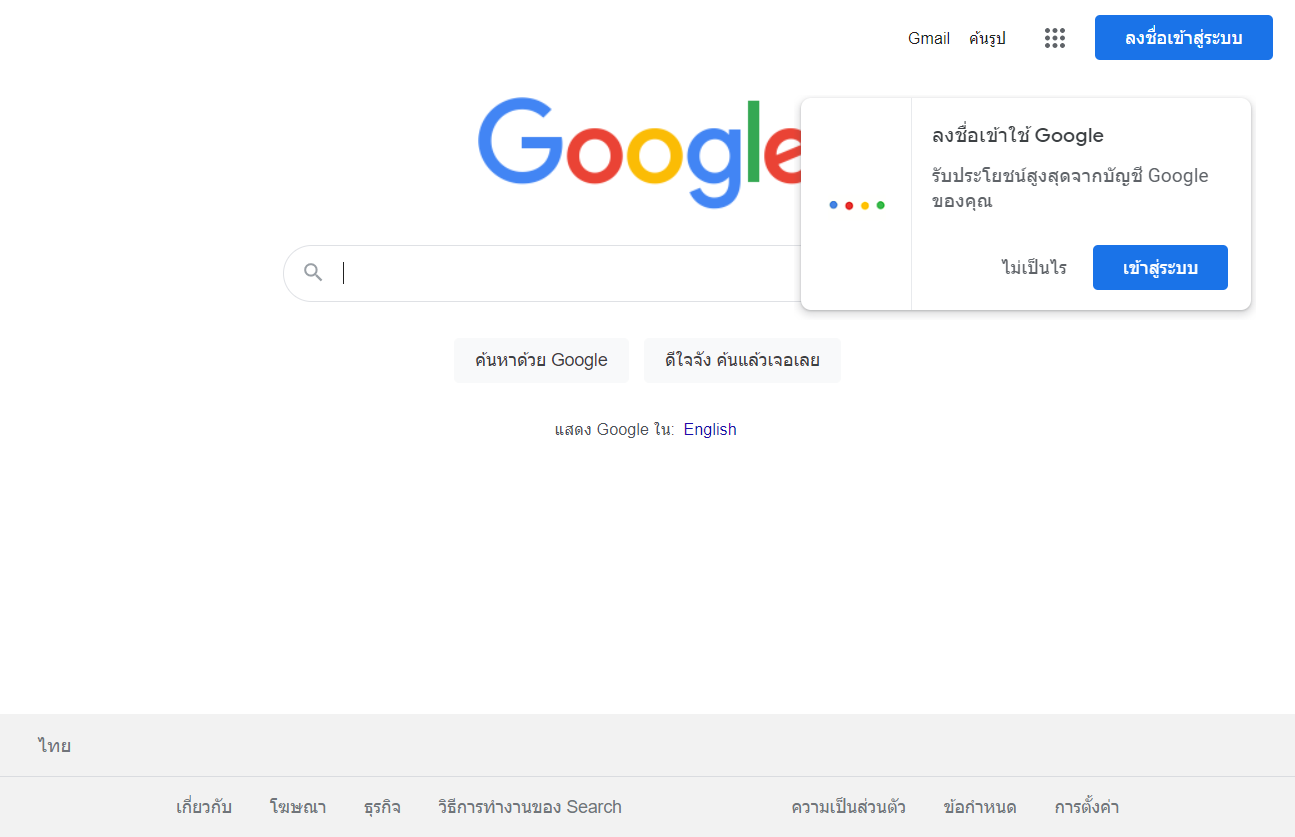 Gmail ค้นรูป ลงชื่อเข้าสู่ระบบ
Google
ลงชื่อเข้าใช้ Google
รับประโยชน์สูงสุดจากบัญชี Google
ของคุณ
ไม่เป็นไร เข้าสู่ระบบ
ค้นหาด้วย Google ดีใจจัง ค้นแล้วเจอเลย
แสดง Google ใน: English
ไทย
เกี่ยวกับ โฆษณา ธุรกิจ วิธีการทำงานของ Search ความเป็นส่วนตัว ข้อกำหนด การตั้งค่า